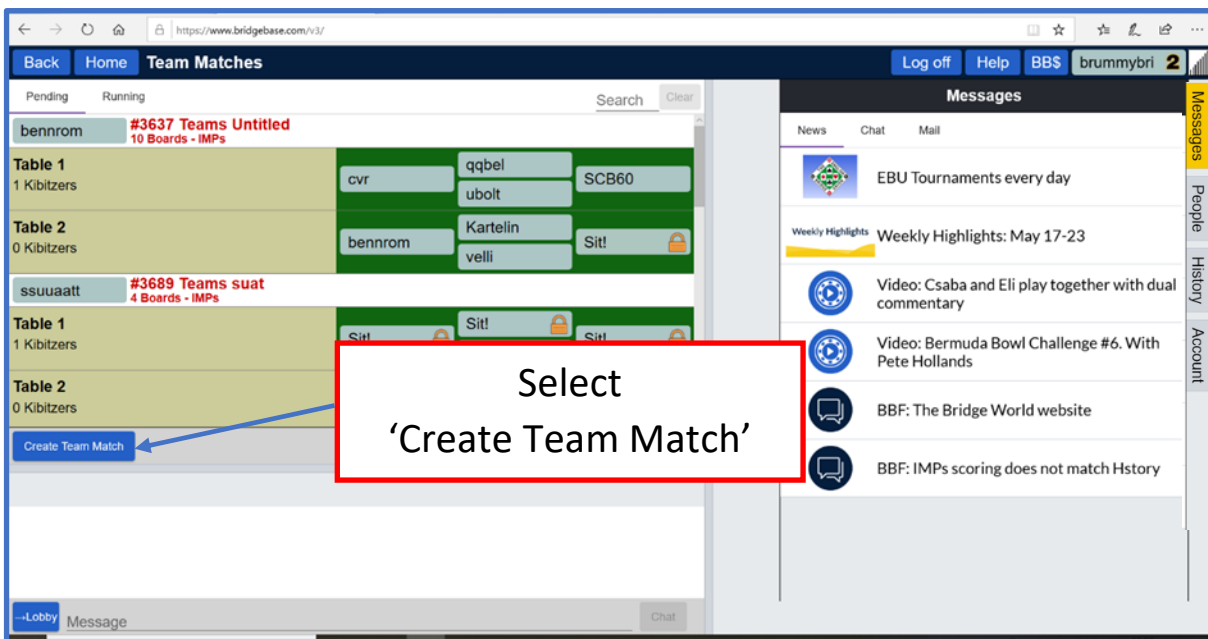 https://www.bridgebase.com/v3/
Back Home Team Matches Log off Help BB$ brummybri 2
Pending Running Search Clear
bennrom #3637 Teams Untitled
10 Boards - IMPs
Table 1
1 Kibitzers
cvr
qqbel
ubolt
SCB60
Table 2
0 Kibitzers
bennrom
Kartelin
velli
Sit!
ssuuaatt #3689 Teams suat
4 Boards - IMPs
Table 1
1 Kibitzers
Sit!
Sit!
Sit!
Table 2
0 Kibitzers
Create Team Match
Select
‘Create Team Match’
→Lobby Message Chat
Messages
News Chat Mail
EBU Tournaments every day
Weekly Highlights Weekly Highlights: May 17-23
Video: Csaba and Eli play together with dual
commentary
Video: Bermuda Bowl Challenge #6. With
Pete Hollands
BBF: The Bridge World website
BBF: IMPs scoring does not match Hstory
Messages
People
History
Account